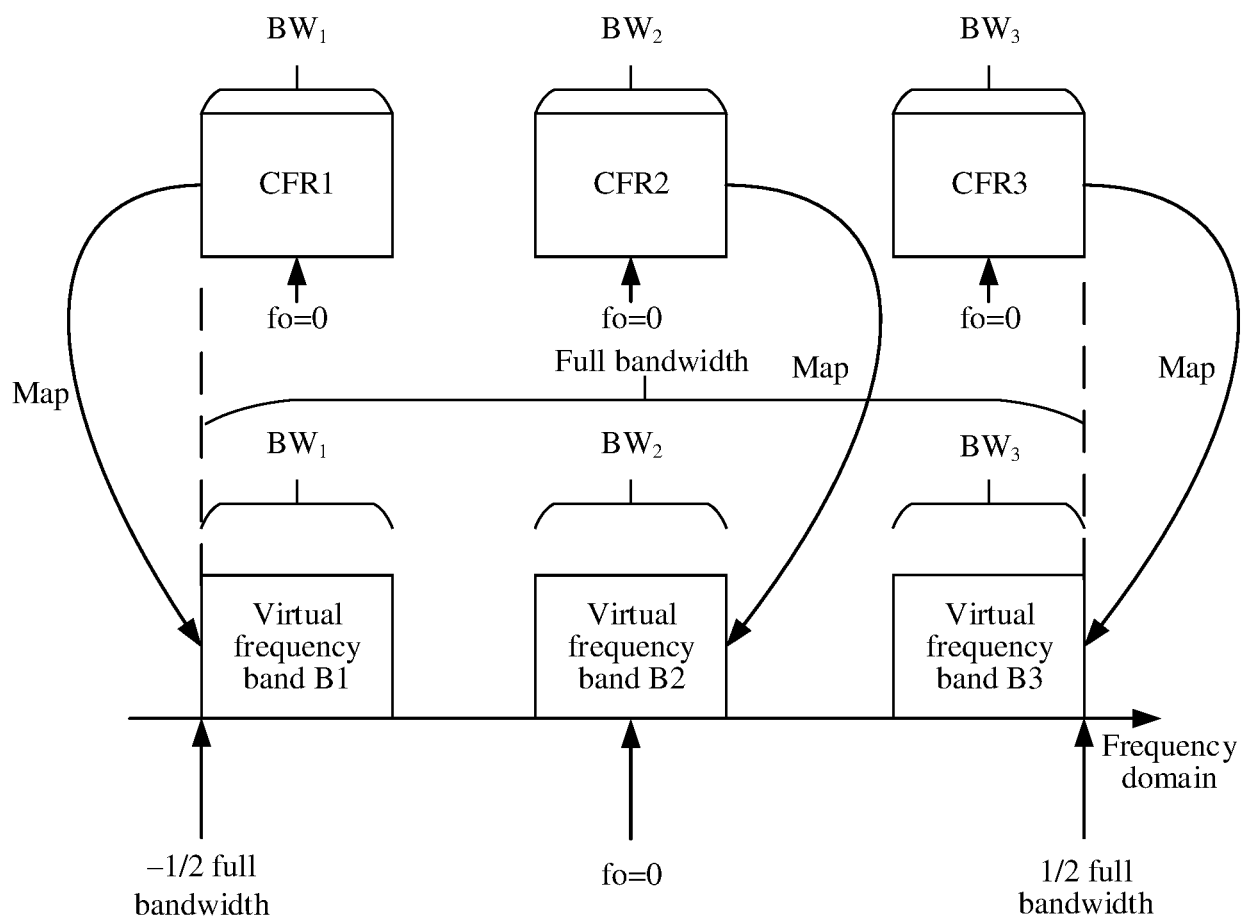 BW₁
BW₂
BW₃
CFR1
CFR2
CFR3
fo=0
fo=0
fo=0
Full bandwidth
Map
Map
Map
BW₁
BW₂
BW₃
Virtual
frequency
band B1
Virtual
frequency
band B2
Virtual
frequency
band B3
Frequency
domain
–1/2 full
bandwidth
fo=0
1/2 full
bandwidth